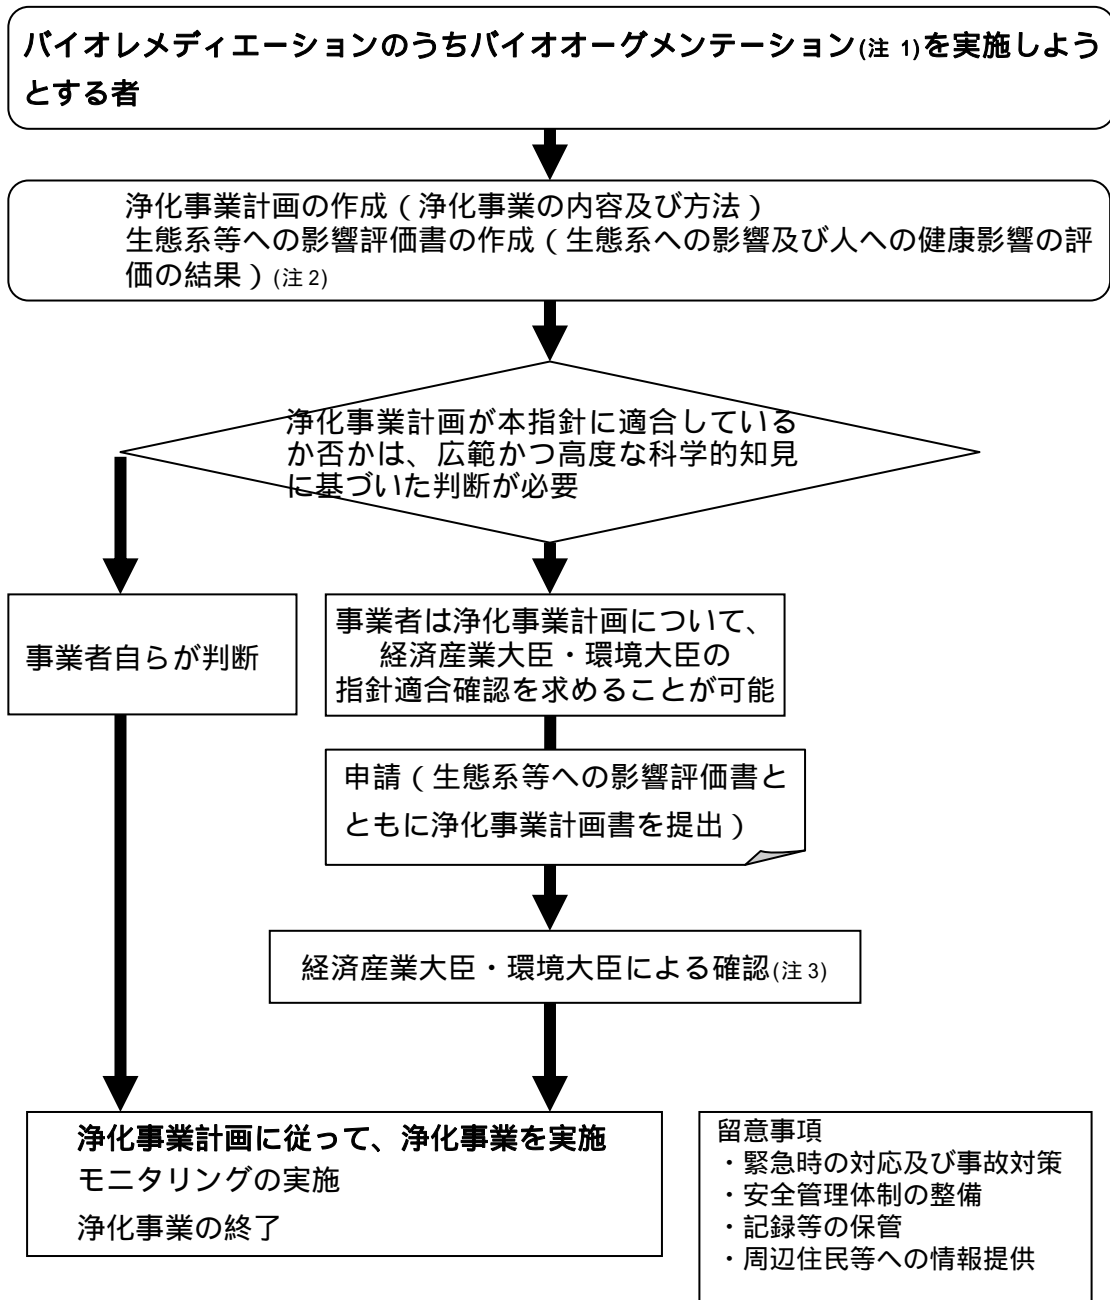 バイオレメディエーションのうちバイオオーグメンテーション(注 1)を実施しよう
とする者
浄化事業計画の作成（浄化事業の内容及び方法）
生態系等への影響評価書の作成（生態系への影響及び人への健康影響の評
価の結果）(注 2)
浄化事業計画が本指針に適合している
か否かは、広範かつ高度な科学的知見
に基づいた判断が必要
事業者自らが判断
事業者は浄化事業計画について、
経済産業大臣・環境大臣の
指針適合確認を求めることが可能
申請（生態系等への影響評価書と
ともに浄化事業計画書を提出）
経済産業大臣・環境大臣による確認(注 3)
浄化事業計画に従って、浄化事業を実施
モニタリングの実施
浄化事業の終了
留意事項
・緊急時の対応及び事故対策
・安全管理体制の整備
・記録等の保管
・周辺住民等への情報提供